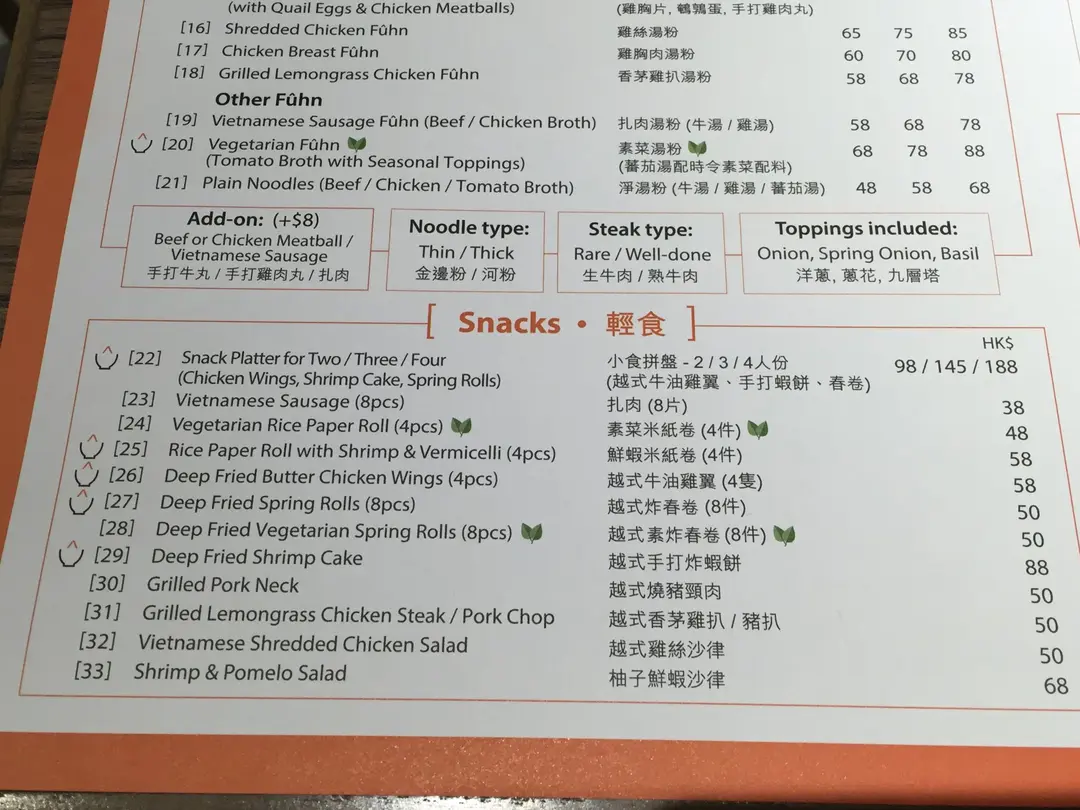 (with Quail Eggs & Chicken Meatballs) (雞胸片, 鵪鶉蛋, 手打雞肉丸)
[16] Shredded Chicken Fûhn 雞絲湯粉 65 75 85
[17] Chicken Breast Fûhn 雞胸肉湯粉 60 70 80
[18] Grilled Lemongrass Chicken Fûhn 香茅雞扒湯粉 58 68 78
Other Fûhn
[19] Vietnamese Sausage Fûhn (Beef / Chicken Broth) 扎肉湯粉 (牛湯 / 雞湯) 58 68 78
[20] Vegetarian Fûhn 素菜湯粉 68 78 88
(Tomato Broth with Seasonal Toppings) (蕃茄湯配時令素菜配料)
[21] Plain Noodles (Beef / Chicken / Tomato Broth) 淨湯粉 (牛湯 / 雞湯 / 蕃茄湯) 48 58 68
Add-on: (+$8)
Beef or Chicken Meatball /
Vietnamese Sausage
手打牛丸 / 手打雞肉丸 / 扎肉
Noodle type:
Thin / Thick
金邊粉 / 河粉
Steak type:
Rare / Well-done
生牛肉 / 熟牛肉
Toppings included:
Onion, Spring Onion, Basil
洋蔥, 蔥花, 九層塔
[ Snacks • 輕食 ]
HK$
[22] Snack Platter for Two / Three / Four 小食拼盤 - 2 / 3 / 4人份 98 / 145 / 188
(Chicken Wings, Shrimp Cake, Spring Rolls) (越式牛油雞翼、手打蝦餅、春卷)
[23] Vietnamese Sausage (8pcs) 扎肉 (8片) 38
[24] Vegetarian Rice Paper Roll (4pcs) 素菜米紙卷 (4件) 48
[25] Rice Paper Roll with Shrimp & Vermicelli (4pcs) 鮮蝦米紙卷 (4件) 58
[26] Deep Fried Butter Chicken Wings (4pcs) 越式牛油雞翼 (4隻) 58
[27] Deep Fried Spring Rolls (8pcs) 越式炸春卷 (8件) 50
[28] Deep Fried Vegetarian Spring Rolls (8pcs) 越式素炸春卷 (8件) 50
[29] Deep Fried Shrimp Cake 越式手打炸蝦餅 88
[30] Grilled Pork Neck 越式燒豬頸肉 50
[31] Grilled Lemongrass Chicken Steak / Pork Chop 越式香茅雞扒 / 豬扒 50
[32] Vietnamese Shredded Chicken Salad 越式雞絲沙律 50
[33] Shrimp & Pomelo Salad 柚子鮮蝦沙律 68